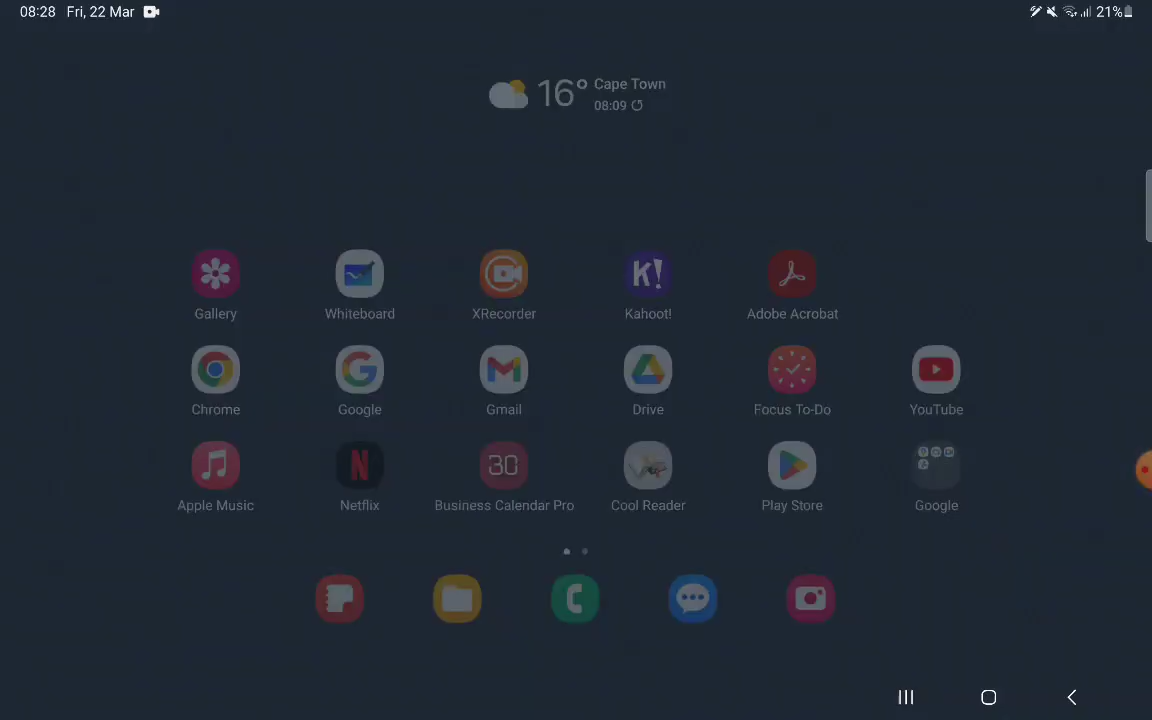 08:28 Fri, 22 Mar
21%
16° Cape Town
08:09
K!
Gallery Whiteboard XRecorder Kahoot! Adobe Acrobat
Chrome Google Gmail Drive Focus To-Do YouTube
30
Apple Music Netflix Business Calendar Pro Cool Reader Play Store Google